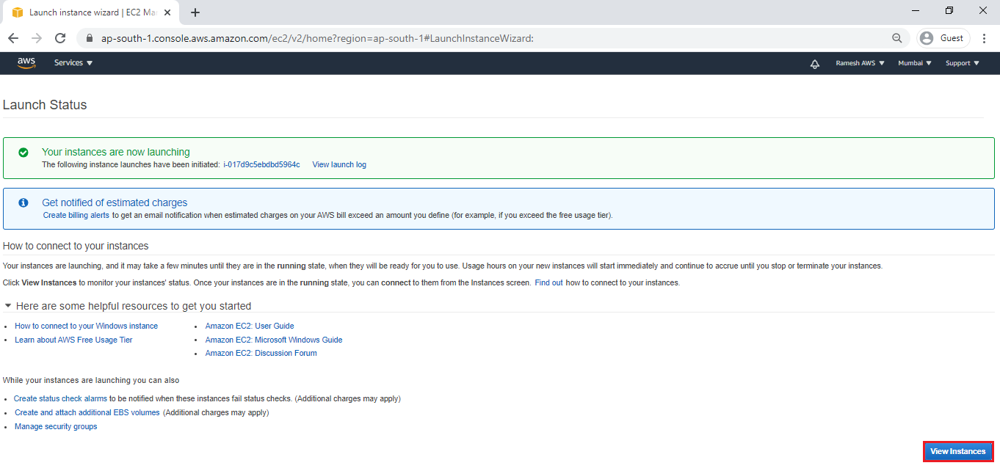 Launch instance wizard | EC2 Ma
ap-south-1.console.aws.amazon.com/ec2/v2/home?region=ap-south-1#LaunchInstanceWizard:
Guest
aws Services Ramesh AWS Mumbai Support
Launch Status
Your instances are now launching
The following instance launches have been initiated: i-017d9c5ebdbd5964c View launch log
Get notified of estimated charges
Create billing alerts to get an email notification when estimated charges on your AWS bill exceed an amount you define (for example, if you exceed the free usage tier).
How to connect to your instances
Your instances are launching, and it may take a few minutes until they are in the running state, when they will be ready for you to use. Usage hours on your new instances will start immediately and continue to accrue until you stop or terminate your instances.
Click View Instances to monitor your instances' status. Once your instances are in the running state, you can connect to them from the Instances screen. Find out how to connect to your instances.
Here are some helpful resources to get you started
How to connect to your Windows instance
Learn about AWS Free Usage Tier
Amazon EC2: User Guide
Amazon EC2: Microsoft Windows Guide
Amazon EC2: Discussion Forum
While your instances are launching you can also
Create status check alarms to be notified when these instances fail status checks. (Additional charges may apply)
Create and attach additional EBS volumes (Additional charges may apply)
Manage security groups
View Instances